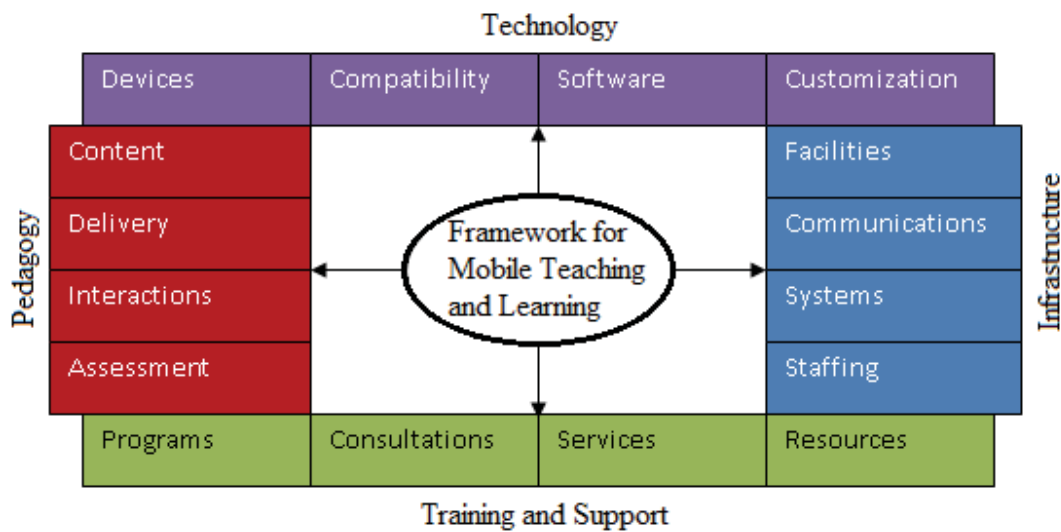 Technology
Devices
Compatibility
Software
Customization
Pedagogy
Content
Delivery
Interactions
Assessment
Framework for
Mobile Teaching
and Learning
Facilities
Communications
Systems
Staffing
Infrastructure
Programs
Consultations
Services
Resources
Training and Support